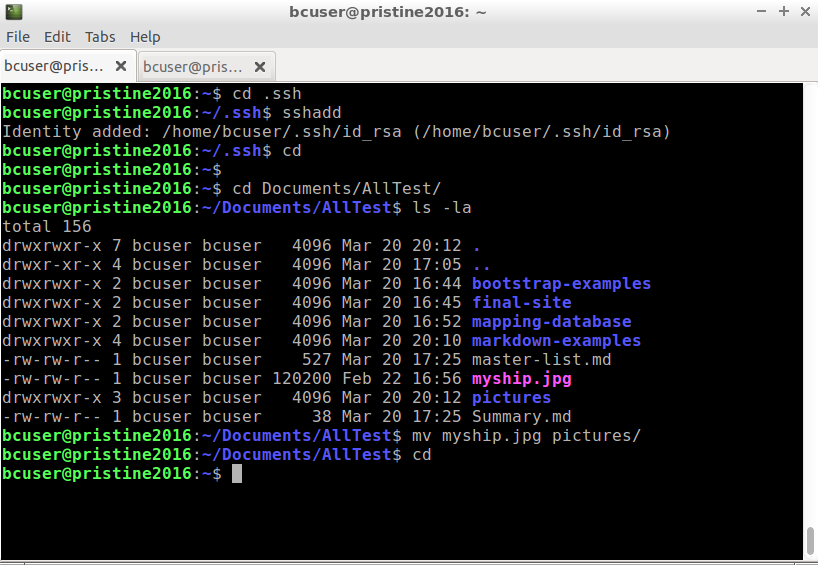 bcuser@pristine2016: ~
File Edit Tabs Help
bcuser@pris... bcuser@pris...
bcuser@pristine2016:~$ cd .ssh
bcuser@pristine2016:~/.ssh$ sshadd
Identity added: /home/bcuser/.ssh/id_rsa (/home/bcuser/.ssh/id_rsa)
bcuser@pristine2016:~/.ssh$ cd
bcuser@pristine2016:~$
bcuser@pristine2016:~$ cd Documents/AllTest/
bcuser@pristine2016:~/Documents/AllTest$ ls -la
total 156
drwxrwxr-x 7 bcuser bcuser   4096 Mar 20 20:12 .
drwxr-xr-x 4 bcuser bcuser   4096 Mar 20 17:05 ..
drwxrwxr-x 2 bcuser bcuser   4096 Mar 20 16:44 bootstrap-examples
drwxrwxr-x 2 bcuser bcuser   4096 Mar 20 16:45 final-site
drwxrwxr-x 2 bcuser bcuser   4096 Mar 20 16:52 mapping-database
drwxrwxr-x 4 bcuser bcuser   4096 Mar 20 20:10 markdown-examples
-rw-rw-r-- 1 bcuser bcuser    527 Mar 20 17:25 master-list.md
-rw-rw-r-- 1 bcuser bcuser 120200 Feb 22 16:56 myship.jpg
drwxrwxr-x 3 bcuser bcuser   4096 Mar 20 20:12 pictures
-rw-rw-r-- 1 bcuser bcuser     38 Mar 20 17:25 Summary.md
bcuser@pristine2016:~/Documents/AllTest$ mv myship.jpg pictures/
bcuser@pristine2016:~/Documents/AllTest$ cd
bcuser@pristine2016:~$